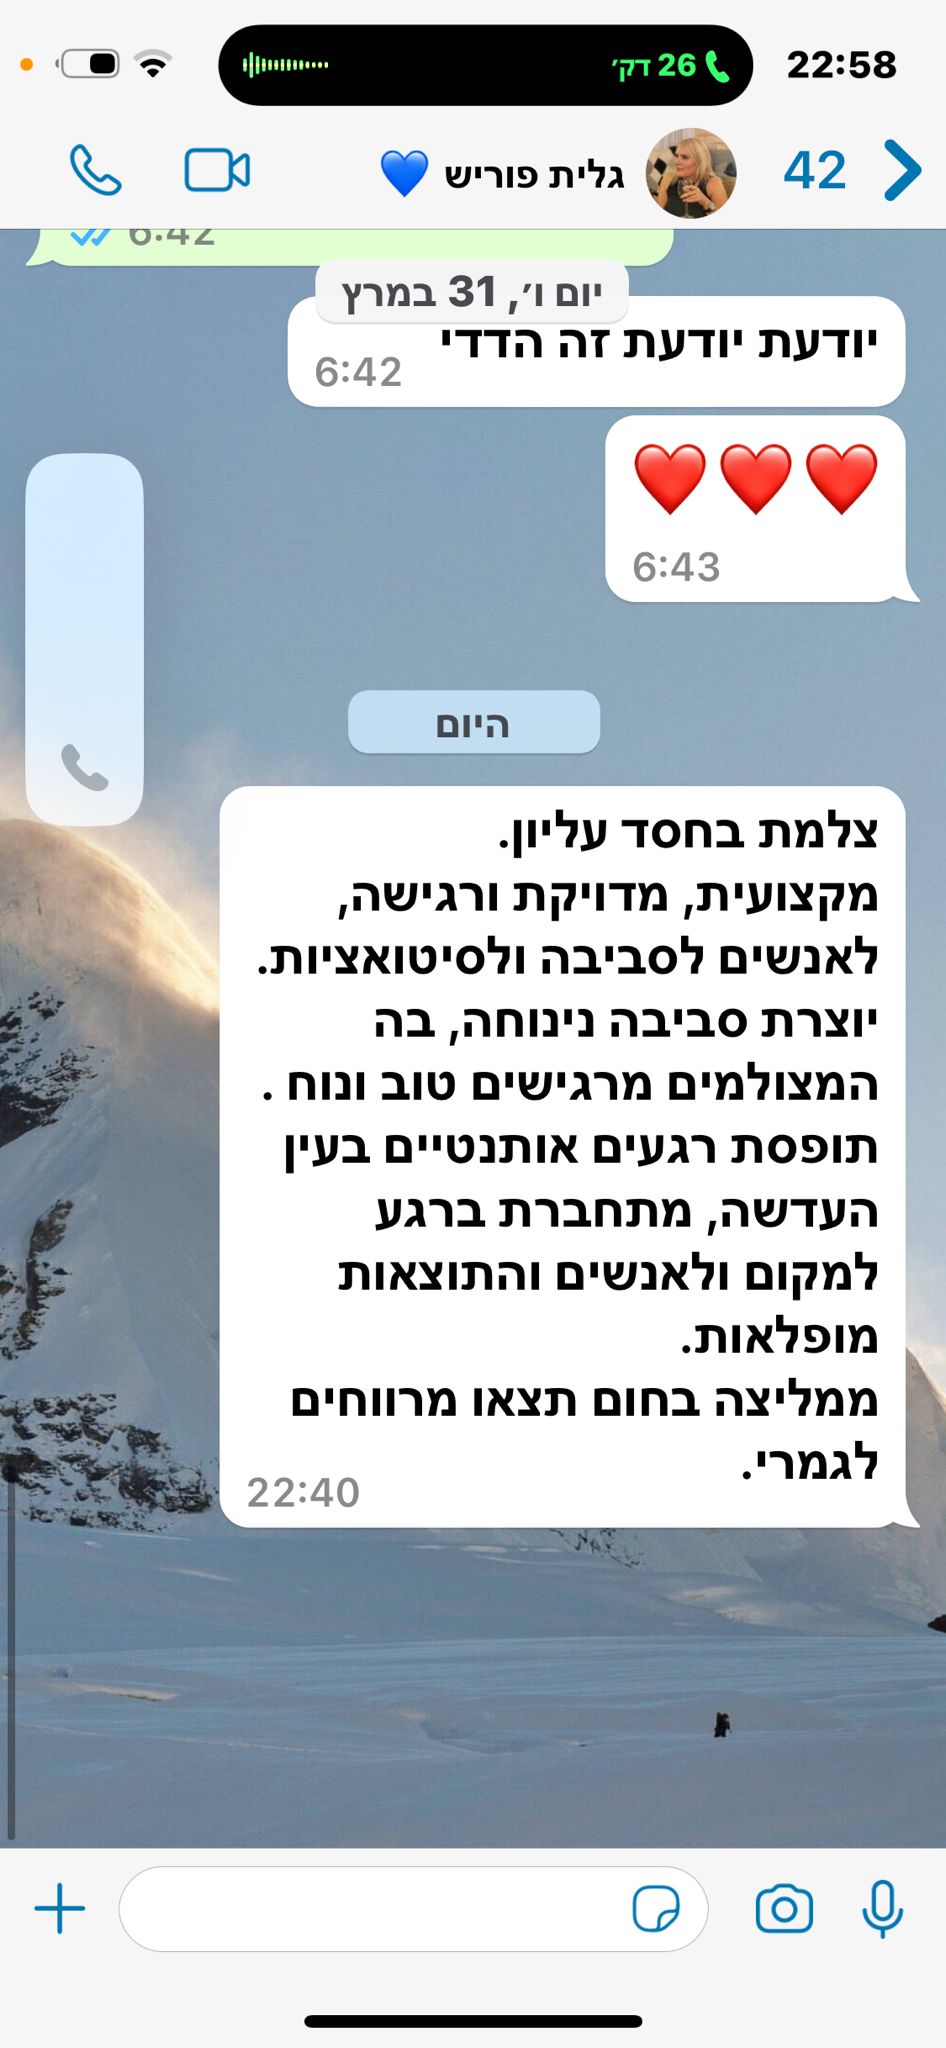 22:58
26 דק׳
42
גלית פוריש 💙
6:42
יום ו׳, 31 במרץ
יודעת יודעת זה הדדי
6:42
❤️❤️❤️
6:43
היום
צלמת בחסד עליון.
מקצועית, מדויקת ורגישה,
לאנשים לסביבה ולסיטואציות.
יוצרת סביבה נינוחה, בה
המצולמים מרגישים טוב ונוח .
תופסת רגעים אותנטיים בעין
העדשה, מתחברת ברגע
למקום ולאנשים והתוצאות
מופלאות.
ממליצה בחום תצאו מרווחים
לגמרי.
22:40